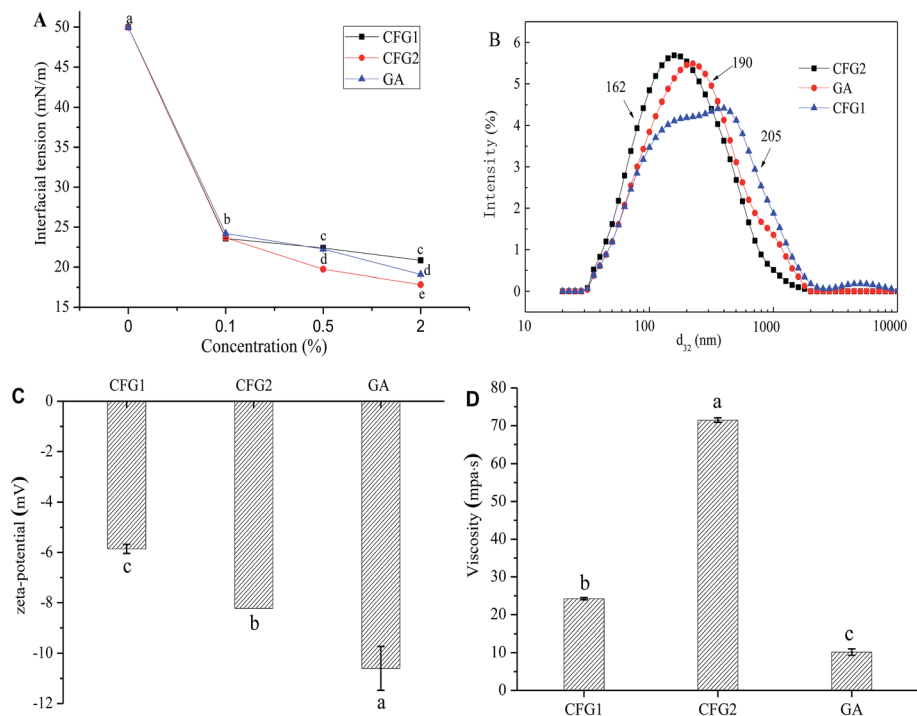 A
Interfacial tension (mN/m)
50
45
40
35
30
25
20
15
a
b
c
c
d
d
e
CFG1
CFG2
GA
0
0.1
0.5
2
Concentration (%)
B
Intensity (%)
6
5
4
3
2
1
0
162
190
205
CFG2
GA
CFG1
10
100
1000
10000
d32 (nm)
C
CFG1
CFG2
GA
zeta-potential (mV)
0
-2
-4
-6
-8
-10
-12
c
b
a
D
Viscosity (mpa·s)
80
70
60
50
40
30
20
10
0
b
a
c
CFG1
CFG2
GA